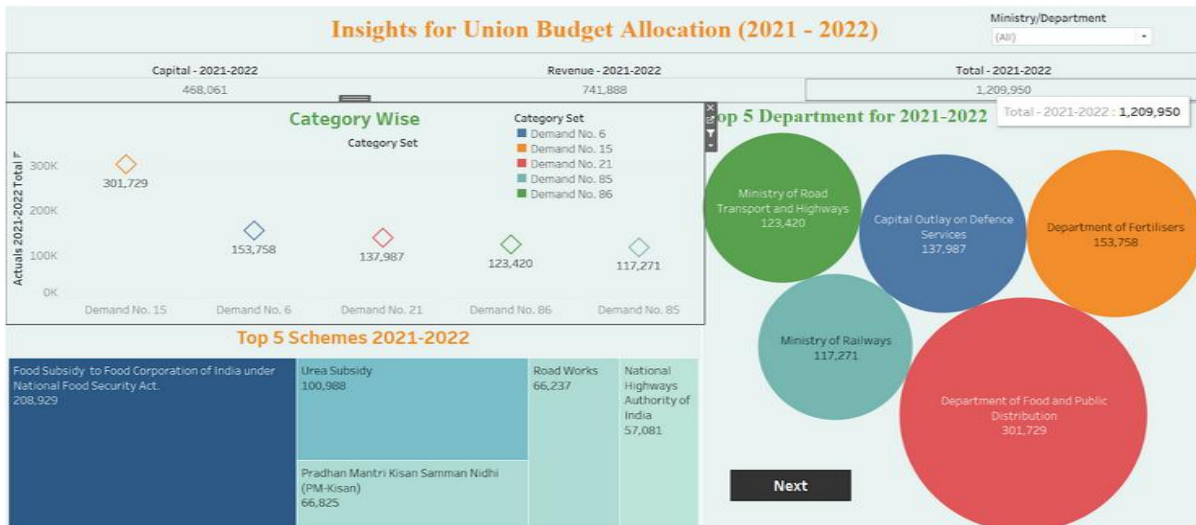 Insights for Union Budget Allocation (2021 - 2022)
Ministry/Department
(All)
Capital - 2021-2022
Revenue - 2021-2022
Total - 2021-2022
468,061
741,888
1,209,950
Total - 2021-2022 : 1,209,950
Category Wise
Category Set
Category Set
Demand No. 6
Demand No. 15
Demand No. 21
Demand No. 85
Demand No. 86
Actuals 2021-2022 Total
300K
200K
100K
0K
301,729
153,758
137,987
123,420
117,271
Demand No. 15
Demand No. 6
Demand No. 21
Demand No. 86
Demand No. 85
op 5 Department for 2021-2022
Ministry of Road
Transport and Highways
123,420
Capital Outlay on Defence
Services
137,987
Department of Fertilisers
153,758
Ministry of Railways
117,271
Department of Food and Public
Distribution
301,729
Top 5 Schemes 2021-2022
Food Subsidy to Food Corporation of India under
National Food Security Act.
208,929
Urea Subsidy
100,988
Pradhan Mantri Kisan Samman Nidhi
(PM-Kisan)
66,825
Road Works
66,237
National
Highways
Authority of
India
57,081
Next